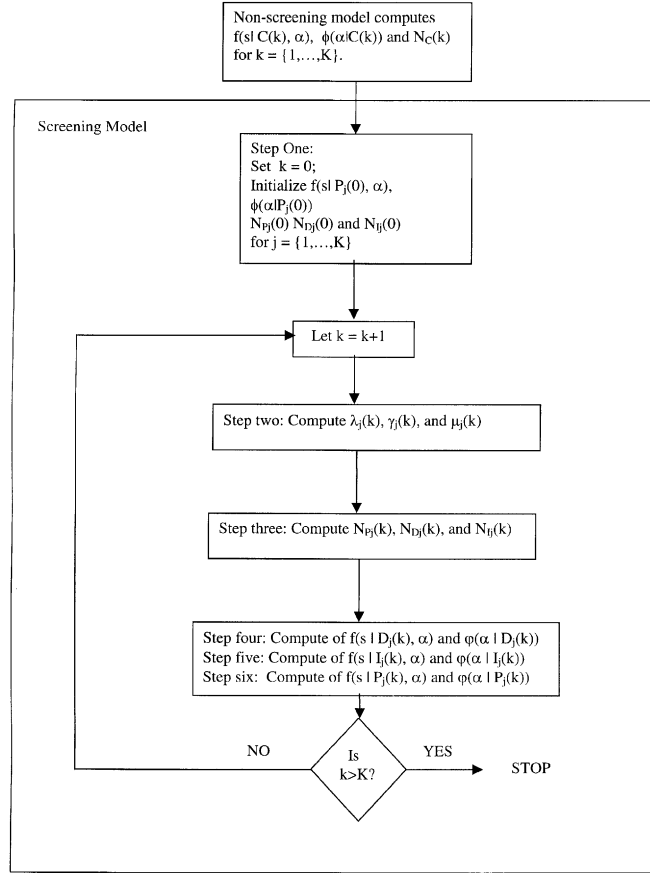 Non-screening model computes
f(s| C(k), α), ϕ(α|C(k)) and N_C(k)
for k = {1,…,K}.
Screening Model
Step One:
Set k = 0;
Initialize f(s| P_j(0), α),
ϕ(α|P_j(0))
N_Pj(0) N_Dj(0) and N_Ij(0)
for j = {1,…,K}
Let k = k+1
Step two: Compute λ_j(k), γ_j(k), and μ_j(k)
Step three: Compute N_Pj(k), N_Dj(k), and N_Ij(k)
Step four: Compute of f(s | D_j(k), α) and φ(α | D_j(k))
Step five: Compute of f(s | I_j(k), α) and φ(α | I_j(k))
Step six: Compute of f(s | P_j(k), α) and φ(α | P_j(k))
NO
Is
k>K?
YES
STOP